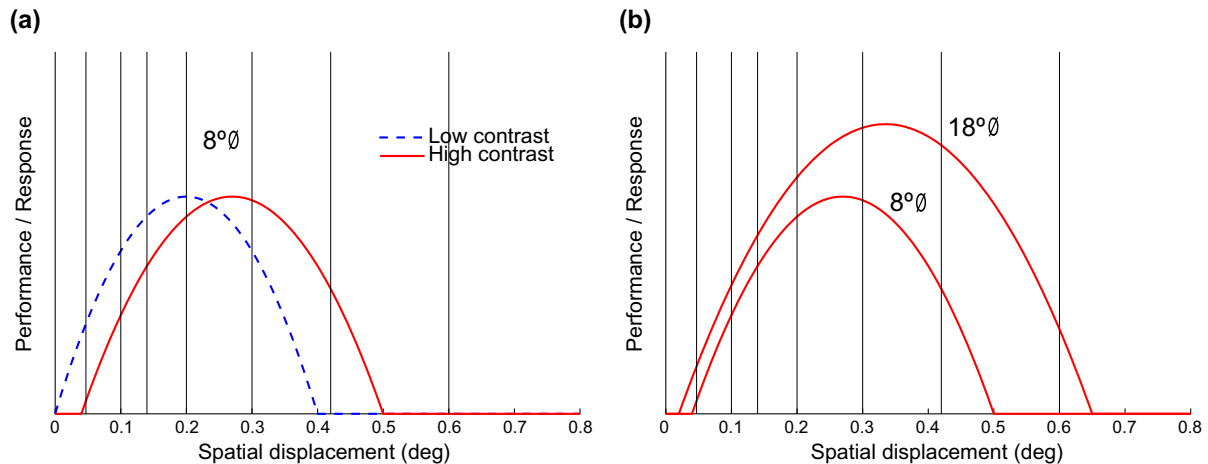 (a)
Performance / Response
8º∅
Low contrast
High contrast
0 0.1 0.2 0.3 0.4 0.5 0.6 0.7 0.8
Spatial displacement (deg)
(b)
Performance / Response
18º∅
8º∅
0 0.1 0.2 0.3 0.4 0.5 0.6 0.7 0.8
Spatial displacement (deg)